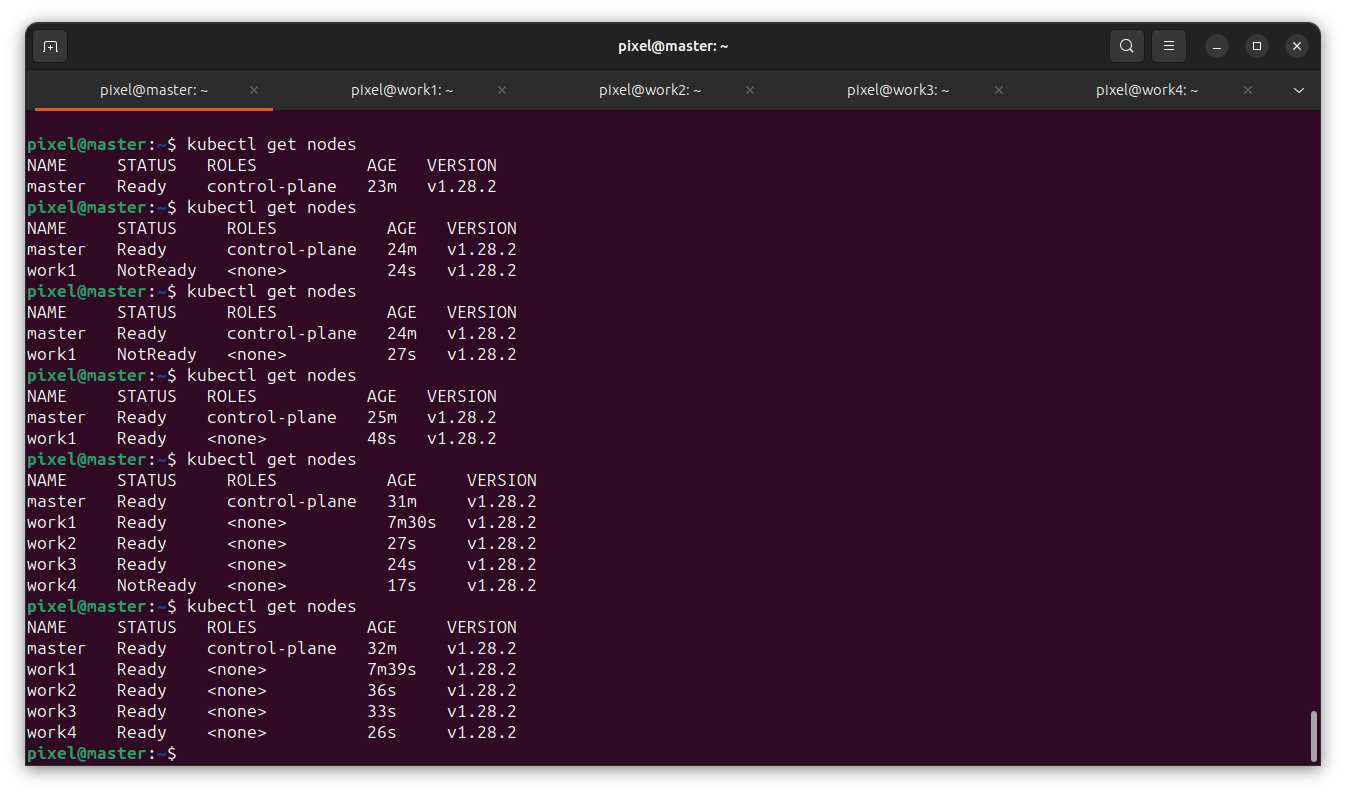 pixel@master: ~
pixel@master: ~ pixel@work1: ~ pixel@work2: ~ pixel@work3: ~ pixel@work4: ~
pixel@master:~$ kubectl get nodes
NAME     STATUS   ROLES           AGE   VERSION
master   Ready    control-plane   23m   v1.28.2
pixel@master:~$ kubectl get nodes
NAME     STATUS     ROLES           AGE   VERSION
master   Ready      control-plane   24m   v1.28.2
work1    NotReady   <none>          24s   v1.28.2
pixel@master:~$ kubectl get nodes
NAME     STATUS     ROLES           AGE   VERSION
master   Ready      control-plane   24m   v1.28.2
work1    NotReady   <none>          27s   v1.28.2
pixel@master:~$ kubectl get nodes
NAME     STATUS   ROLES           AGE   VERSION
master   Ready    control-plane   25m   v1.28.2
work1    Ready    <none>          48s   v1.28.2
pixel@master:~$ kubectl get nodes
NAME     STATUS     ROLES           AGE     VERSION
master   Ready      control-plane   31m     v1.28.2
work1    Ready      <none>          7m30s   v1.28.2
work2    Ready      <none>          27s     v1.28.2
work3    Ready      <none>          24s     v1.28.2
work4    NotReady   <none>          17s     v1.28.2
pixel@master:~$ kubectl get nodes
NAME     STATUS   ROLES           AGE     VERSION
master   Ready    control-plane   32m     v1.28.2
work1    Ready    <none>          7m39s   v1.28.2
work2    Ready    <none>          36s     v1.28.2
work3    Ready    <none>          33s     v1.28.2
work4    Ready    <none>          26s     v1.28.2
pixel@master:~$